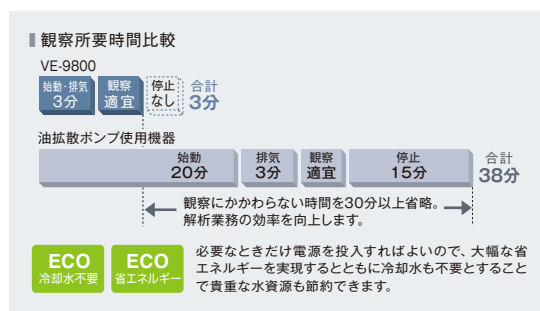 観察所要時間比較
VE-9800
始動・排気
3分
観察
適宜
停止
なし
合計
3分
油拡散ポンプ使用機器
始動
20分
排気
3分
観察
適宜
停止
15分
合計
38分
観察にかかわらない時間を30分以上省略。
解析業務の効率を向上します。
ECO
冷却水不要
ECO
省エネルギー
必要なときだけ電源を投入すればよいので、大幅な省
エネルギーを実現するとともに冷却水も不要とすること
で貴重な水資源も節約できます。